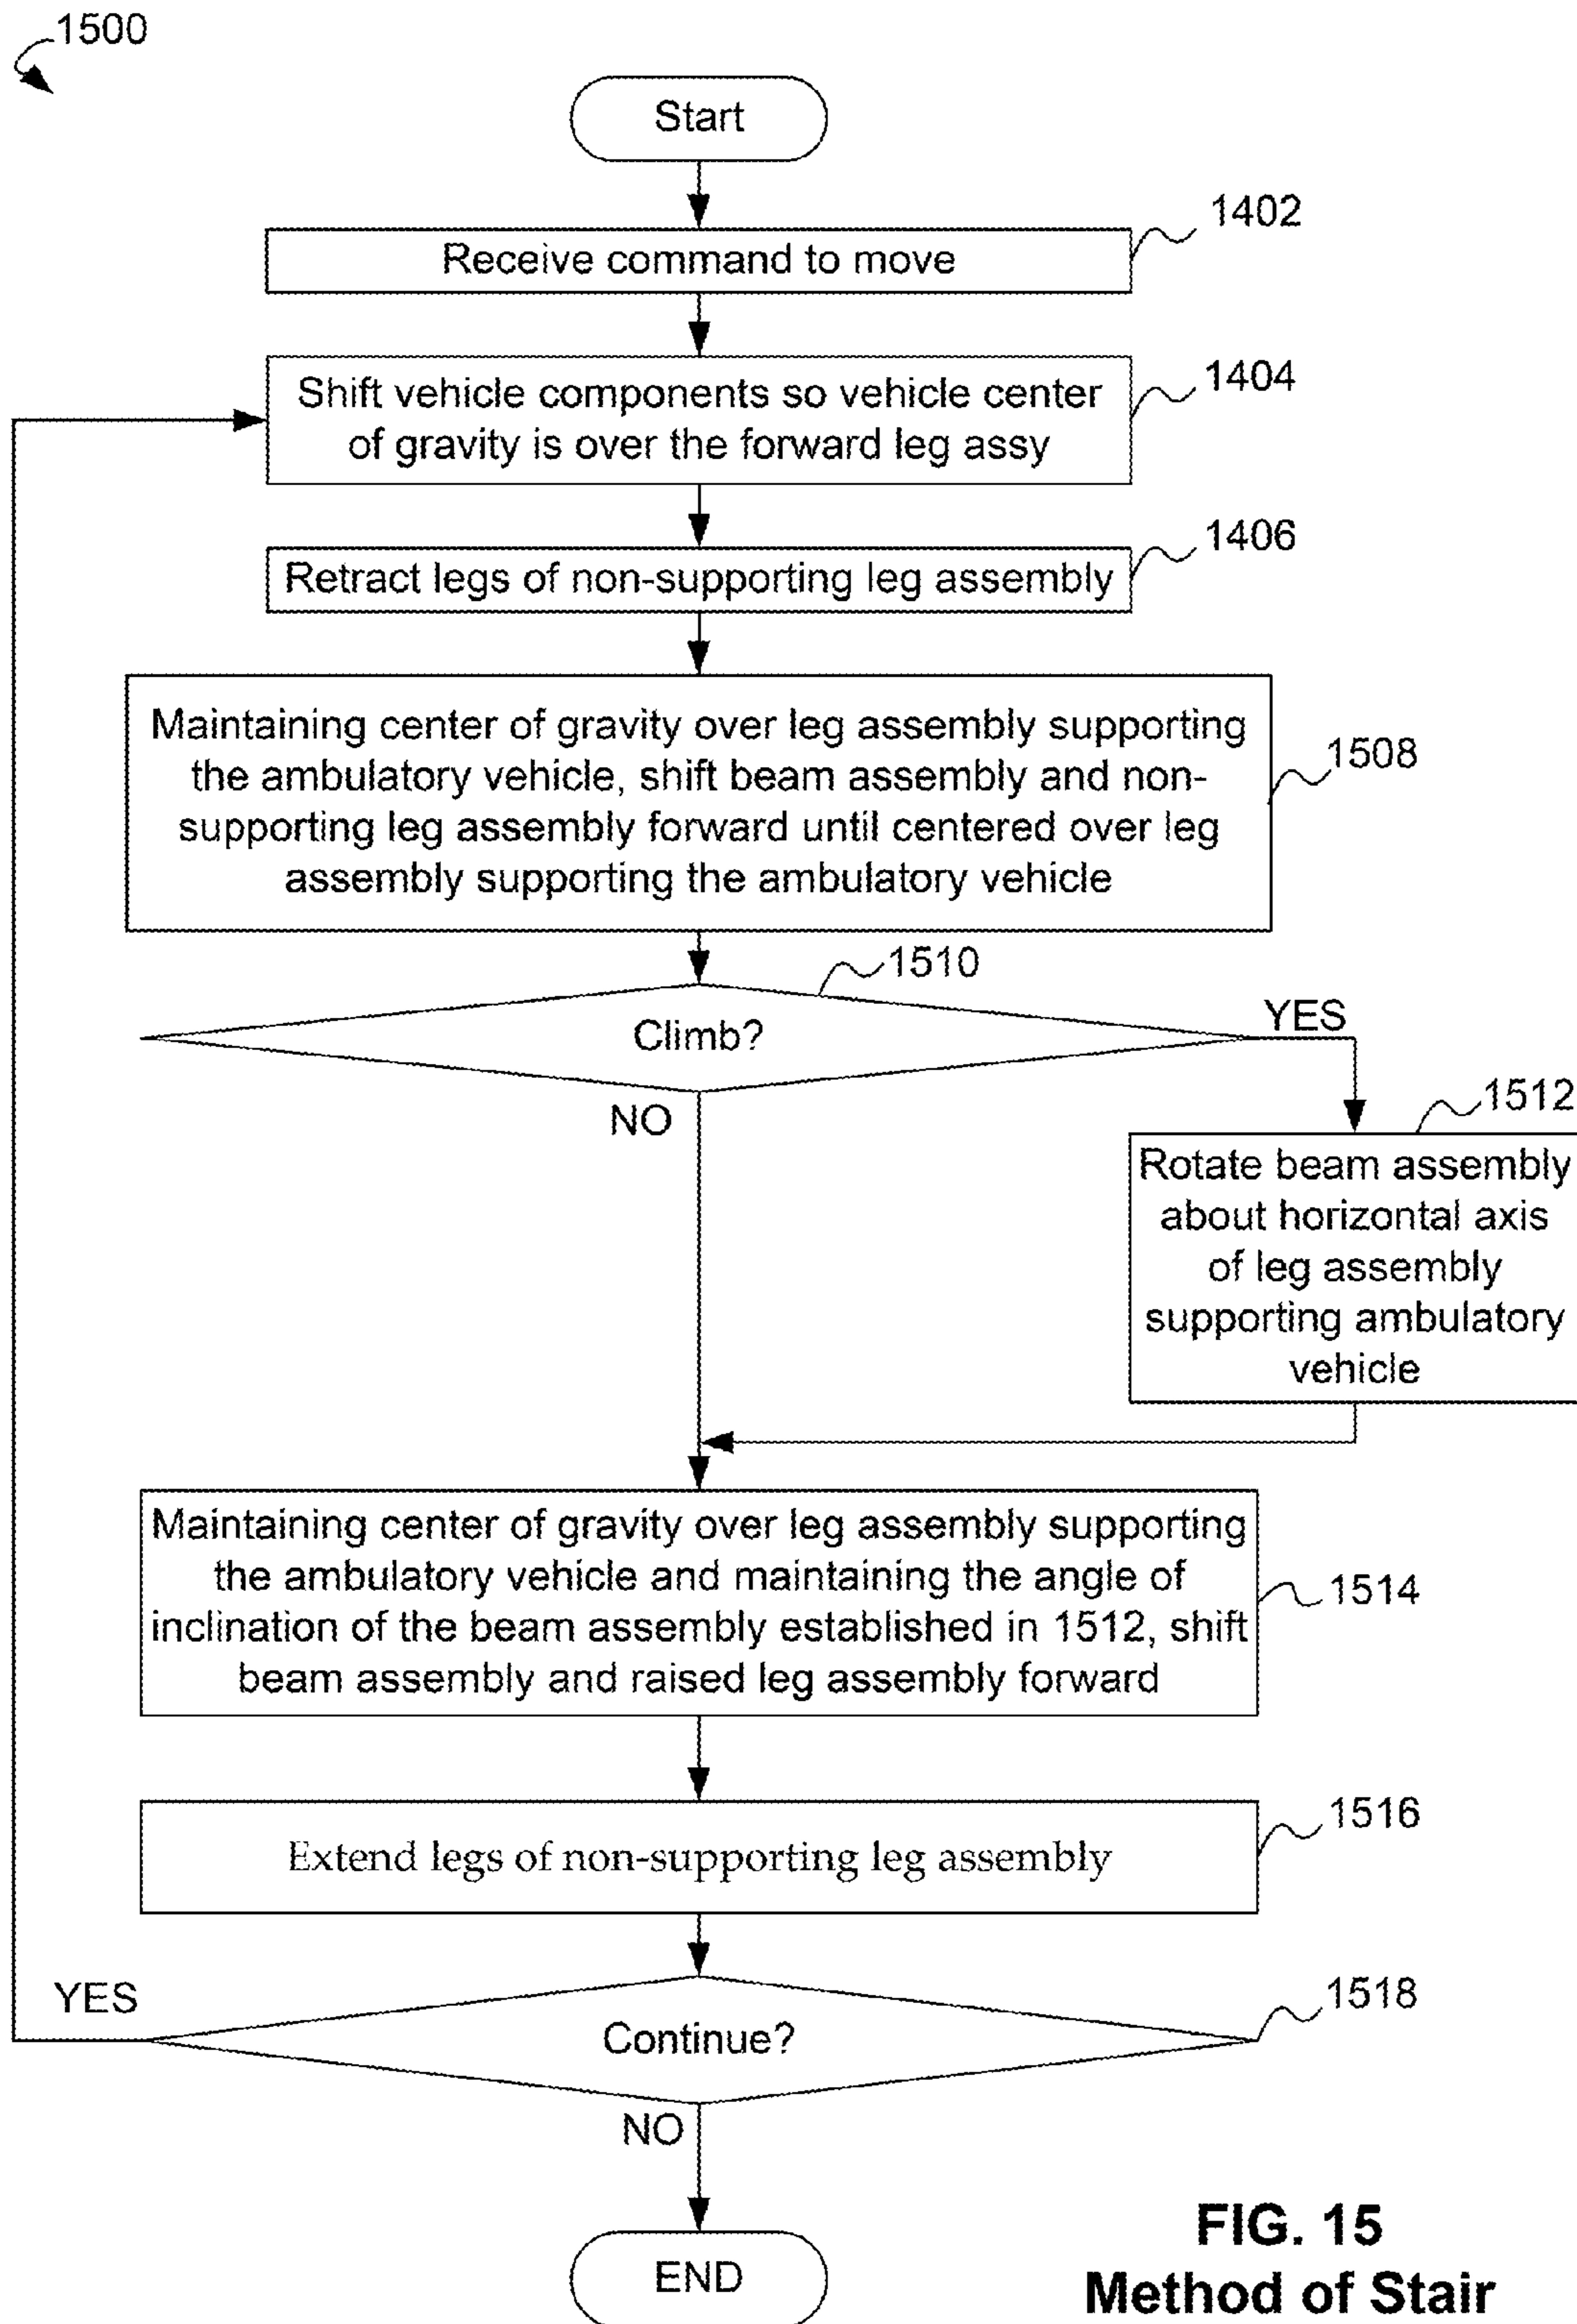 1500
Start
1402
Receive command to move
1404
Shift vehicle components so vehicle center
of gravity is over the forward leg assy
1406
Retract legs of non-supporting leg assembly
Maintaining center of gravity over leg assembly supporting
the ambulatory vehicle, shift beam assembly and non-
supporting leg assembly forward until centered over leg
assembly supporting the ambulatory vehicle
1508
1510
Climb?
YES
NO
1512
Rotate beam assembly
about horizontal axis
of leg assembly
supporting ambulatory
vehicle
Maintaining center of gravity over leg assembly supporting
the ambulatory vehicle and maintaining the angle of
inclination of the beam assembly established in 1512, shift
beam assembly and raised leg assembly forward
1514
1516
Extend legs of non-supporting leg assembly
YES
1518
Continue?
NO
END
FIG. 15
Method of Stair